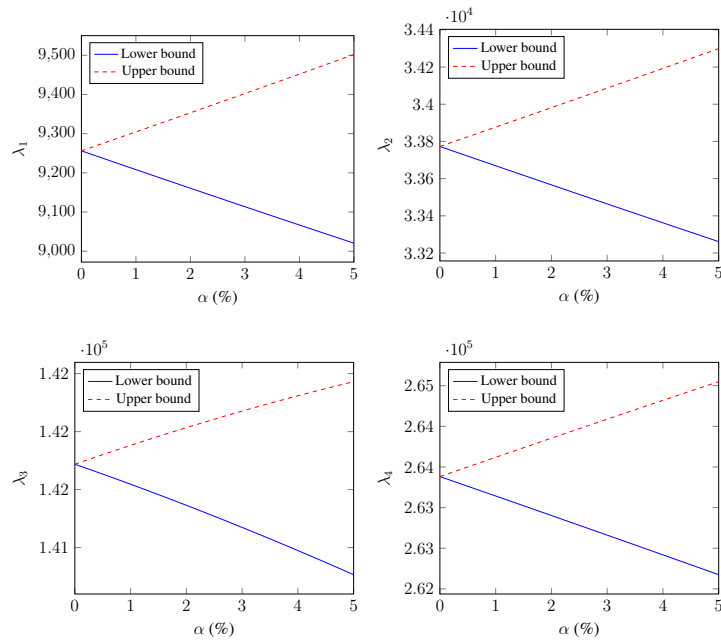 9,500
9,400
9,300
9,200
9,100
9,000
λ1
Lower bound
Upper bound
0 1 2 3 4 5
α (%)
·10^4
3.44
3.42
3.4
3.38
3.36
3.34
3.32
λ2
Lower bound
Upper bound
0 1 2 3 4 5
α (%)
·10^5
1.42
1.42
1.42
1.41
λ3
Lower bound
Upper bound
0 1 2 3 4 5
α (%)
·10^5
2.65
2.64
2.64
2.63
2.63
2.62
λ4
Lower bound
Upper bound
0 1 2 3 4 5
α (%)